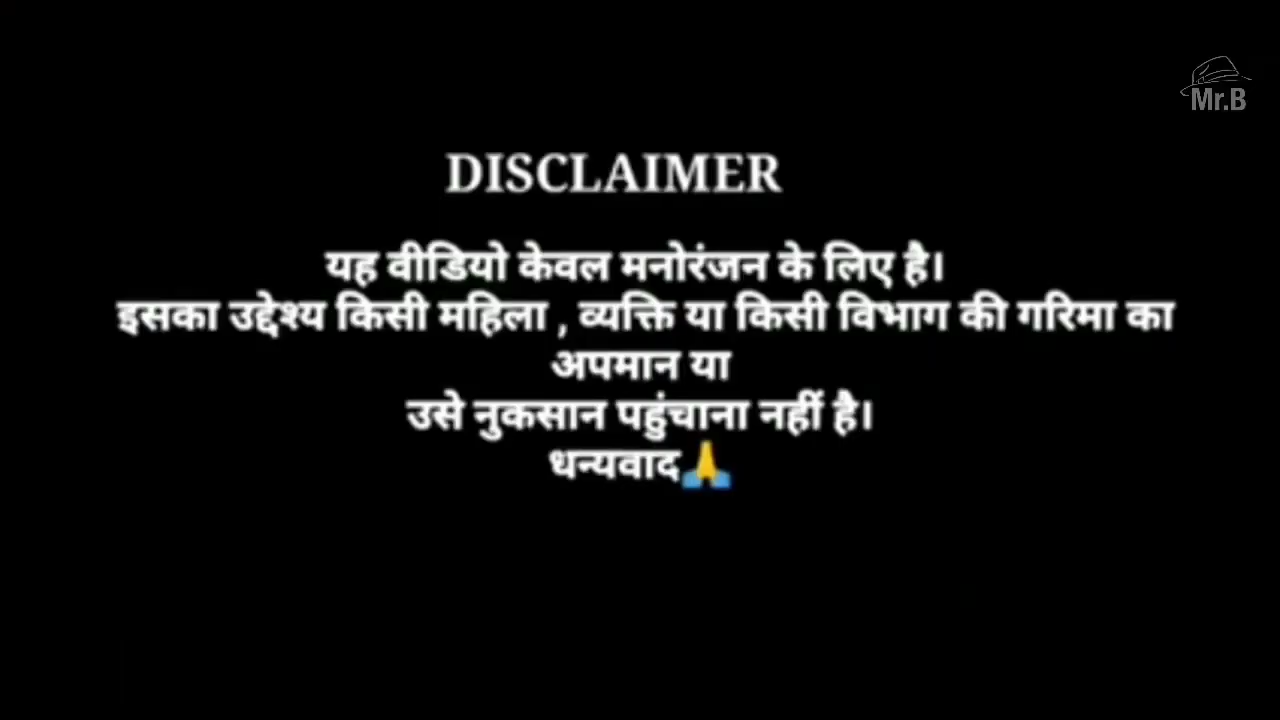 Mr.B
DISCLAIMER
यह वीडियो केवल मनोरंजन के लिए है।
इसका उद्देश्य किसी महिला , व्यक्ति या किसी विभाग की गरिमा का
अपमान या
उसे नुकसान पहुंचाना नहीं है।
धन्यवाद🙏